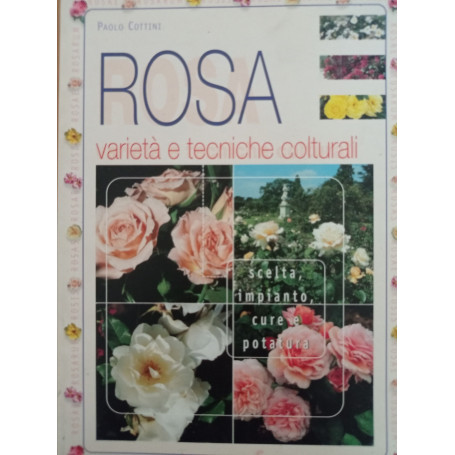 PAOLO COTTINI
ROSA
varietà e tecniche colturali
scelta,
impianto,
cure e
potatura